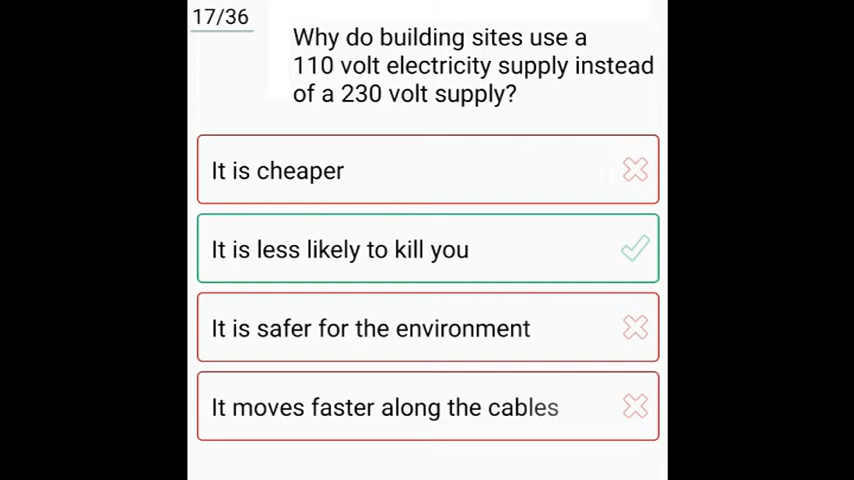 17/36
Why do building sites use a
110 volt electricity supply instead
of a 230 volt supply?
It is cheaper
It is less likely to kill you
It is safer for the environment
It moves faster along the cables